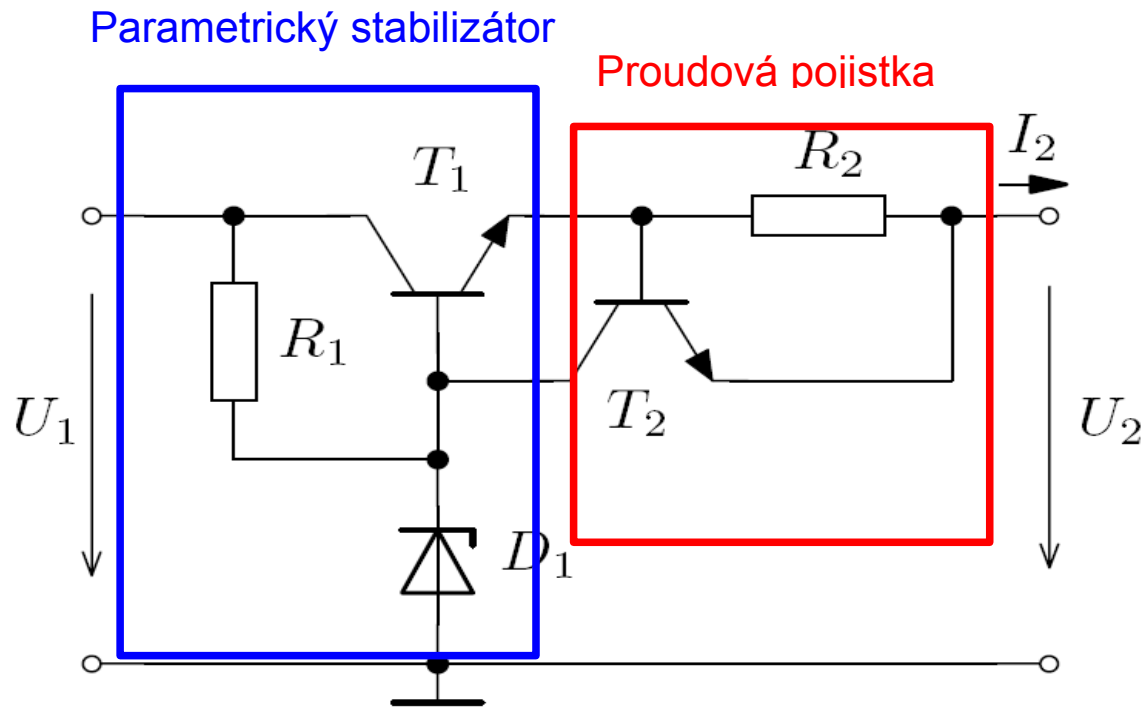 Parametrický stabilizátor
Proudová pojistka
I₂
R₂
T₁
R₁
U₁
T₂
U₂
D₁